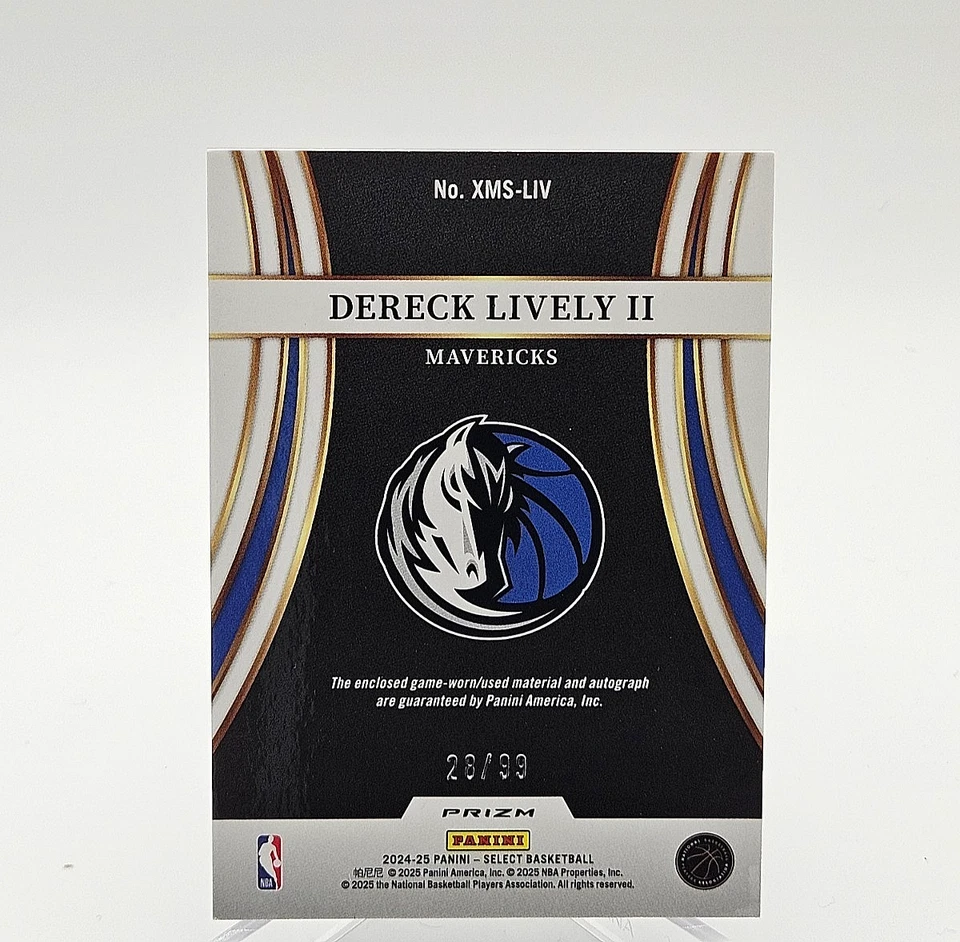 No. XMS-LIV
DERECK LIVELY II
MAVERICKS
The enclosed game-worn/used material and autograph
are guaranteed by Panini America, Inc.
28/99
PRIZM
PANINI
2024-25 PANINI – SELECT BASKETBALL
帕尼尼 © 2025 Panini America, Inc. © 2025 NBA Properties, Inc.
© 2025 the National Basketball Players Association. All rights reserved.
NBA